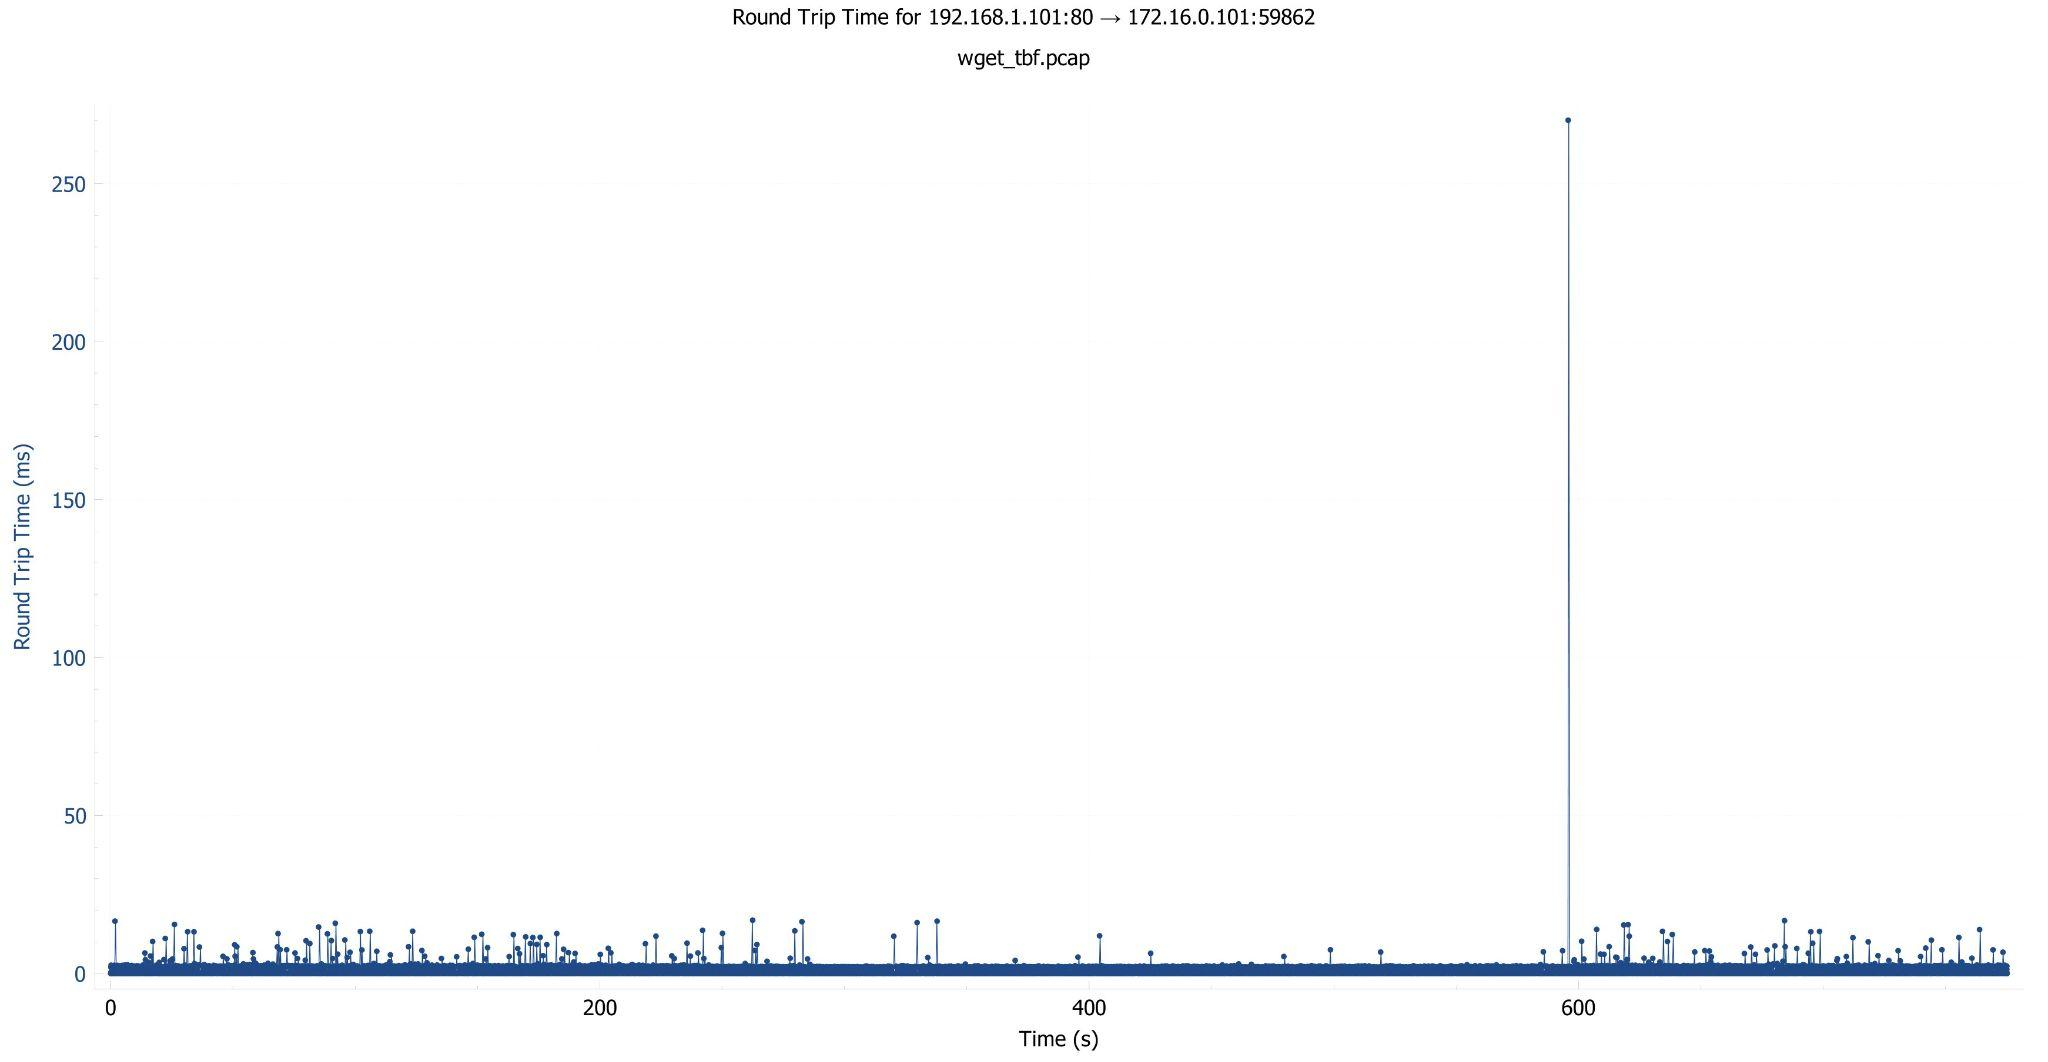 Round Trip Time for 192.168.1.101:80 → 172.16.0.101:59862
wget_tbf.pcap
Round Trip Time (ms)
250
200
150
100
50
0
0 200 400 600
Time (s)